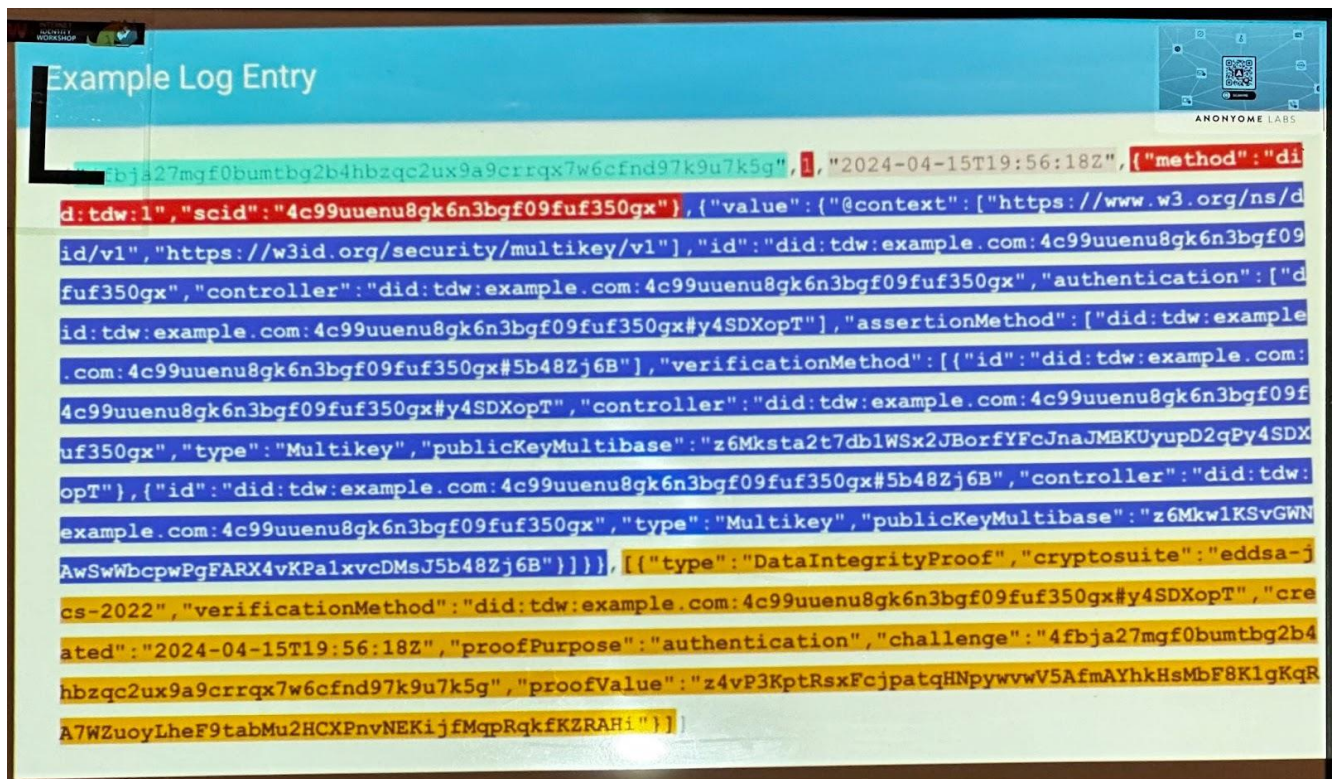 INTERNET
IDENTITY
WORKSHOP
Example Log Entry
ANONYOME LABS
fbja27mgf0bumtbg2b4hbzqc2ux9a9crrqx7w6cfnd97k9u7k5g",1,"2024-04-15T19:56:18Z",{"method":"di
d:tdw:1","scid":"4c99uuenu8gk6n3bgf09fuf350gx"},{"value":{"@context":["https://www.w3.org/ns/d
id/v1","https://w3id.org/security/multikey/v1"],"id":"did:tdw:example.com:4c99uuenu8gk6n3bgf09
fuf350gx","controller":"did:tdw:example.com:4c99uuenu8gk6n3bgf09fuf350gx","authentication":["d
id:tdw:example.com:4c99uuenu8gk6n3bgf09fuf350gx#y4SDXopT"],"assertionMethod":["did:tdw:example
.com:4c99uuenu8gk6n3bgf09fuf350gx#5b48Zj6B"],"verificationMethod":[{"id":"did:tdw:example.com:
4c99uuenu8gk6n3bgf09fuf350gx#y4SDXopT","controller":"did:tdw:example.com:4c99uuenu8gk6n3bgf09f
uf350gx","type":"Multikey","publicKeyMultibase":"z6Mksta2t7db1WSx2JBorfYFcJnaJMBKUyupD2qPy4SDX
opT"},{"id":"did:tdw:example.com:4c99uuenu8gk6n3bgf09fuf350gx#5b48Zj6B","controller":"did:tdw:
example.com:4c99uuenu8gk6n3bgf09fuf350gx","type":"Multikey","publicKeyMultibase":"z6Mkw1KSvGWN
AwSwWbcpwPgFARX4vKPa1xvcDMsJ5b48Zj6B"}]}},[{"type":"DataIntegrityProof","cryptosuite":"eddsa-j
cs-2022","verificationMethod":"did:tdw:example.com:4c99uuenu8gk6n3bgf09fuf350gx#y4SDXopT","cre
ated":"2024-04-15T19:56:18Z","proofPurpose":"authentication","challenge":"4fbja27mgf0bumtbg2b4
hbzqc2ux9a9crrqx7w6cfnd97k9u7k5g","proofValue":"z4vP3KptRsxFcjpatqHNpywvwV5AfmAYhkHsMbF8K1gKqR
A7WZuoyLheF9tabMu2HCXPnvNEKijfMqpRqkfKZRAHi"}]]